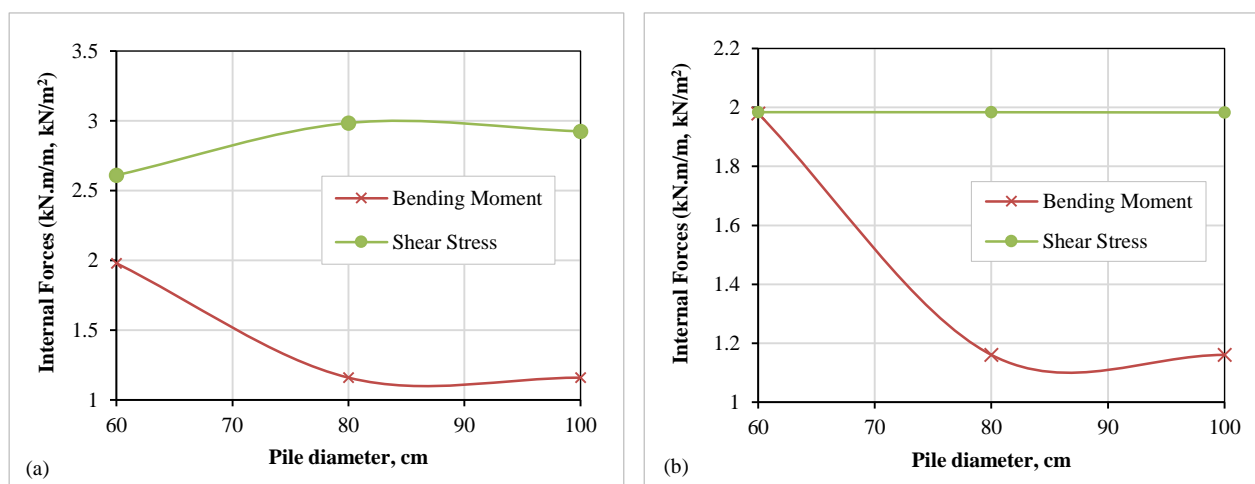 3.5
3
2.5
2
1.5
1
60
70
80
90
100
Internal Forces (kN.m/m, kN/m²)
Pile diameter, cm
Bending Moment
Shear Stress
(a)
2.2
2
1.8
1.6
1.4
1.2
1
60
70
80
90
100
Internal Forces (kN.m/m, kN/m²)
Pile diameter, cm
Bending Moment
Shear Stress
(b)